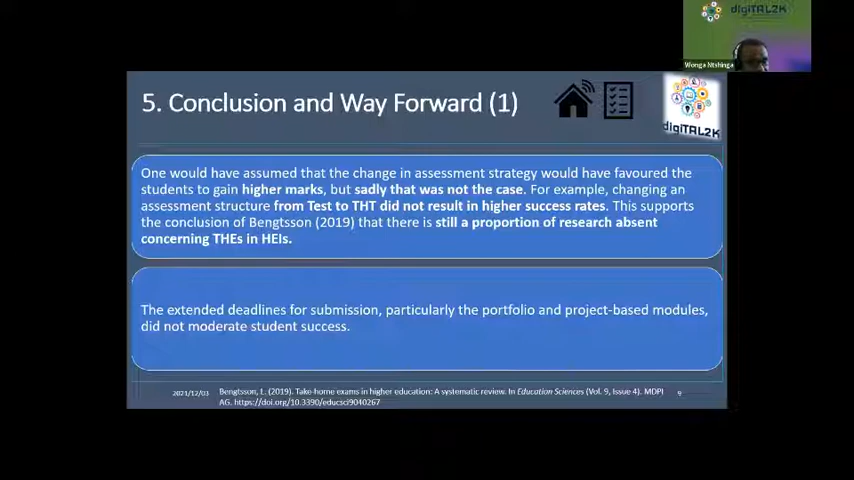 digiTAL2K
Wonga Ntshinga
5. Conclusion and Way Forward (1)
digiTAL2K
One would have assumed that the change in assessment strategy would have favoured the
students to gain higher marks, but sadly that was not the case. For example, changing an
assessment structure from Test to THT did not result in higher success rates. This supports
the conclusion of Bengtsson (2019) that there is still a proportion of research absent
concerning THEs in HEIs.
The extended deadlines for submission, particularly the portfolio and project-based modules,
did not moderate student success.
2021/12/03
Bengtsson, L. (2019). Take-home exams in higher education: A systematic review. In Education Sciences (Vol. 9, Issue 4). MDPI
AG. https://doi.org/10.3390/educsci9040267
9